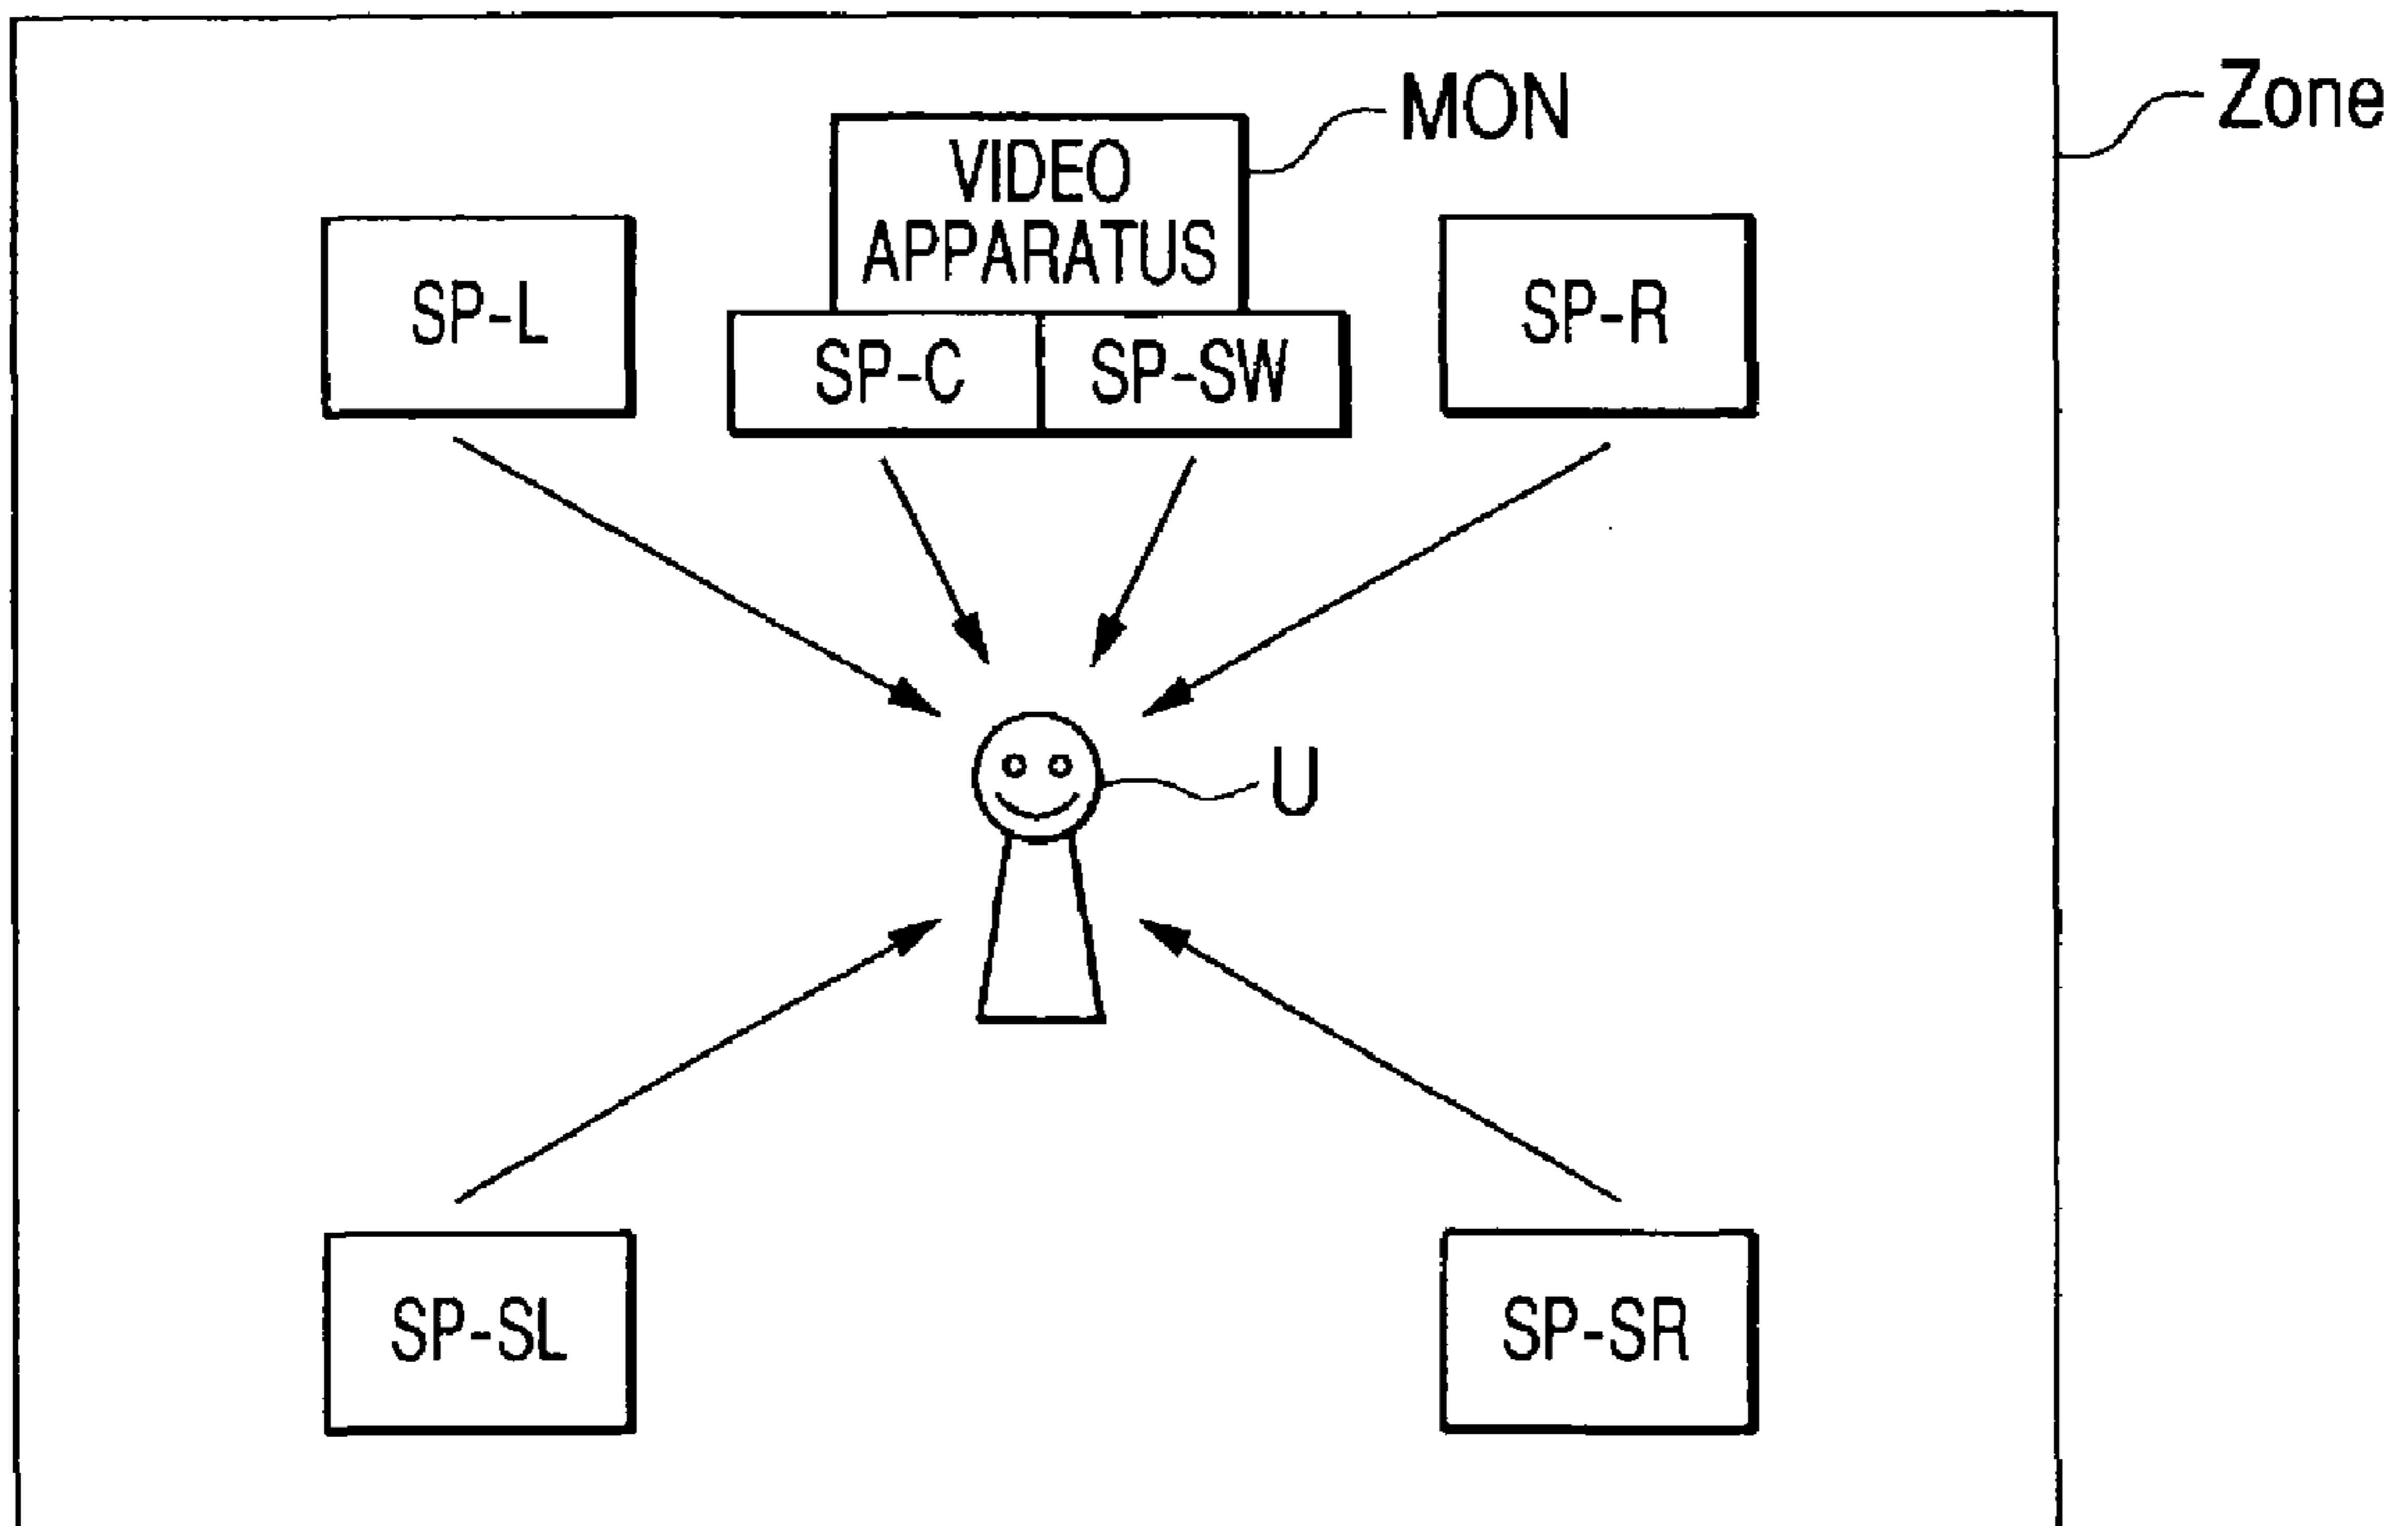 MON
Zone
VIDEO
APPARATUS
SP-L
SP-C
SP-SW
SP-R
U
SP-SL
SP-SR